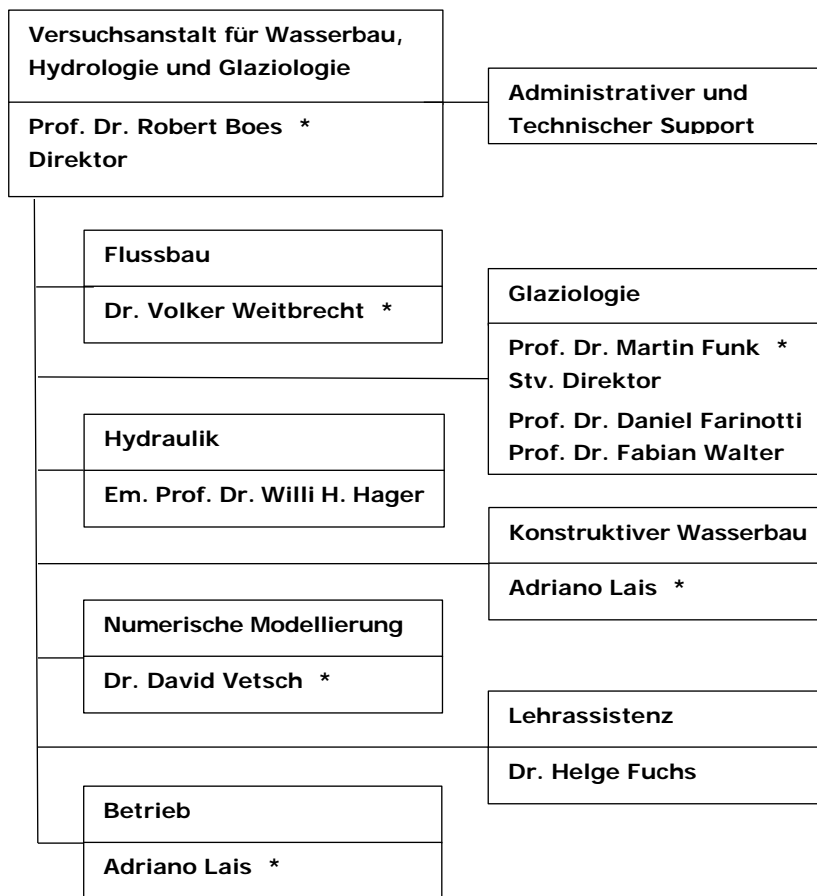 Versuchsanstalt für Wasserbau,
Hydrologie und Glaziologie
Prof. Dr. Robert Boes *
Direktor
Administrativer und
Technischer Support
Flussbau
Dr. Volker Weitbrecht *
Glaziologie
Prof. Dr. Martin Funk *
Stv. Direktor
Prof. Dr. Daniel Farinotti
Prof. Dr. Fabian Walter
Hydraulik
Em. Prof. Dr. Willi H. Hager
Konstruktiver Wasserbau
Adriano Lais *
Numerische Modellierung
Dr. David Vetsch *
Lehrassistenz
Dr. Helge Fuchs
Betrieb
Adriano Lais *